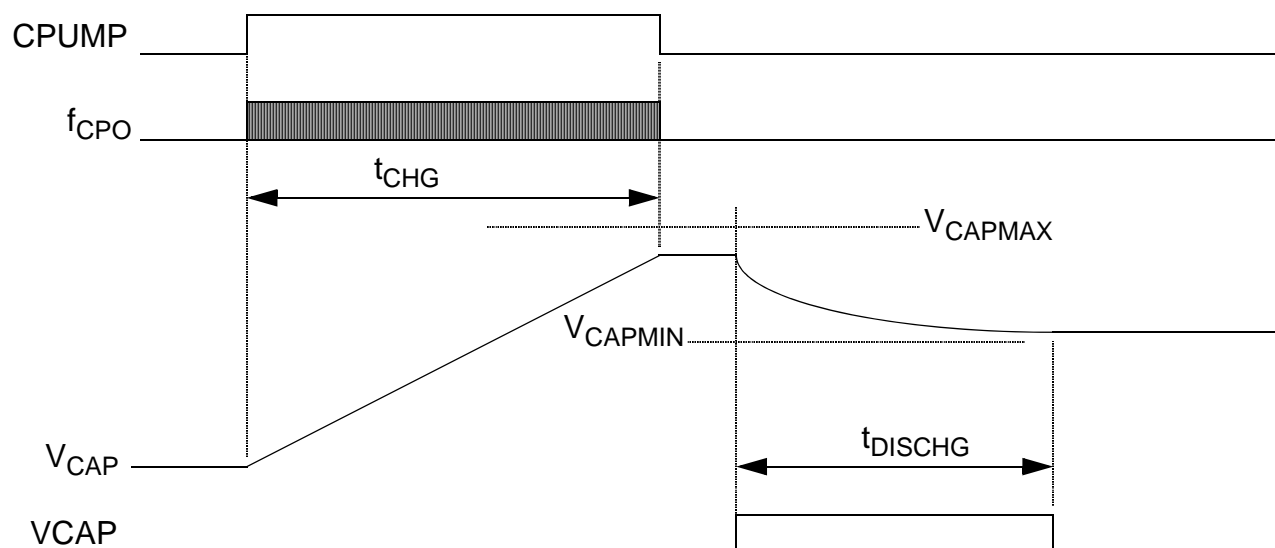 CPUMP
fCPO
tCHG
VCAPMAX
VCAPMIN
VCAP
tDISCHG
VCAP